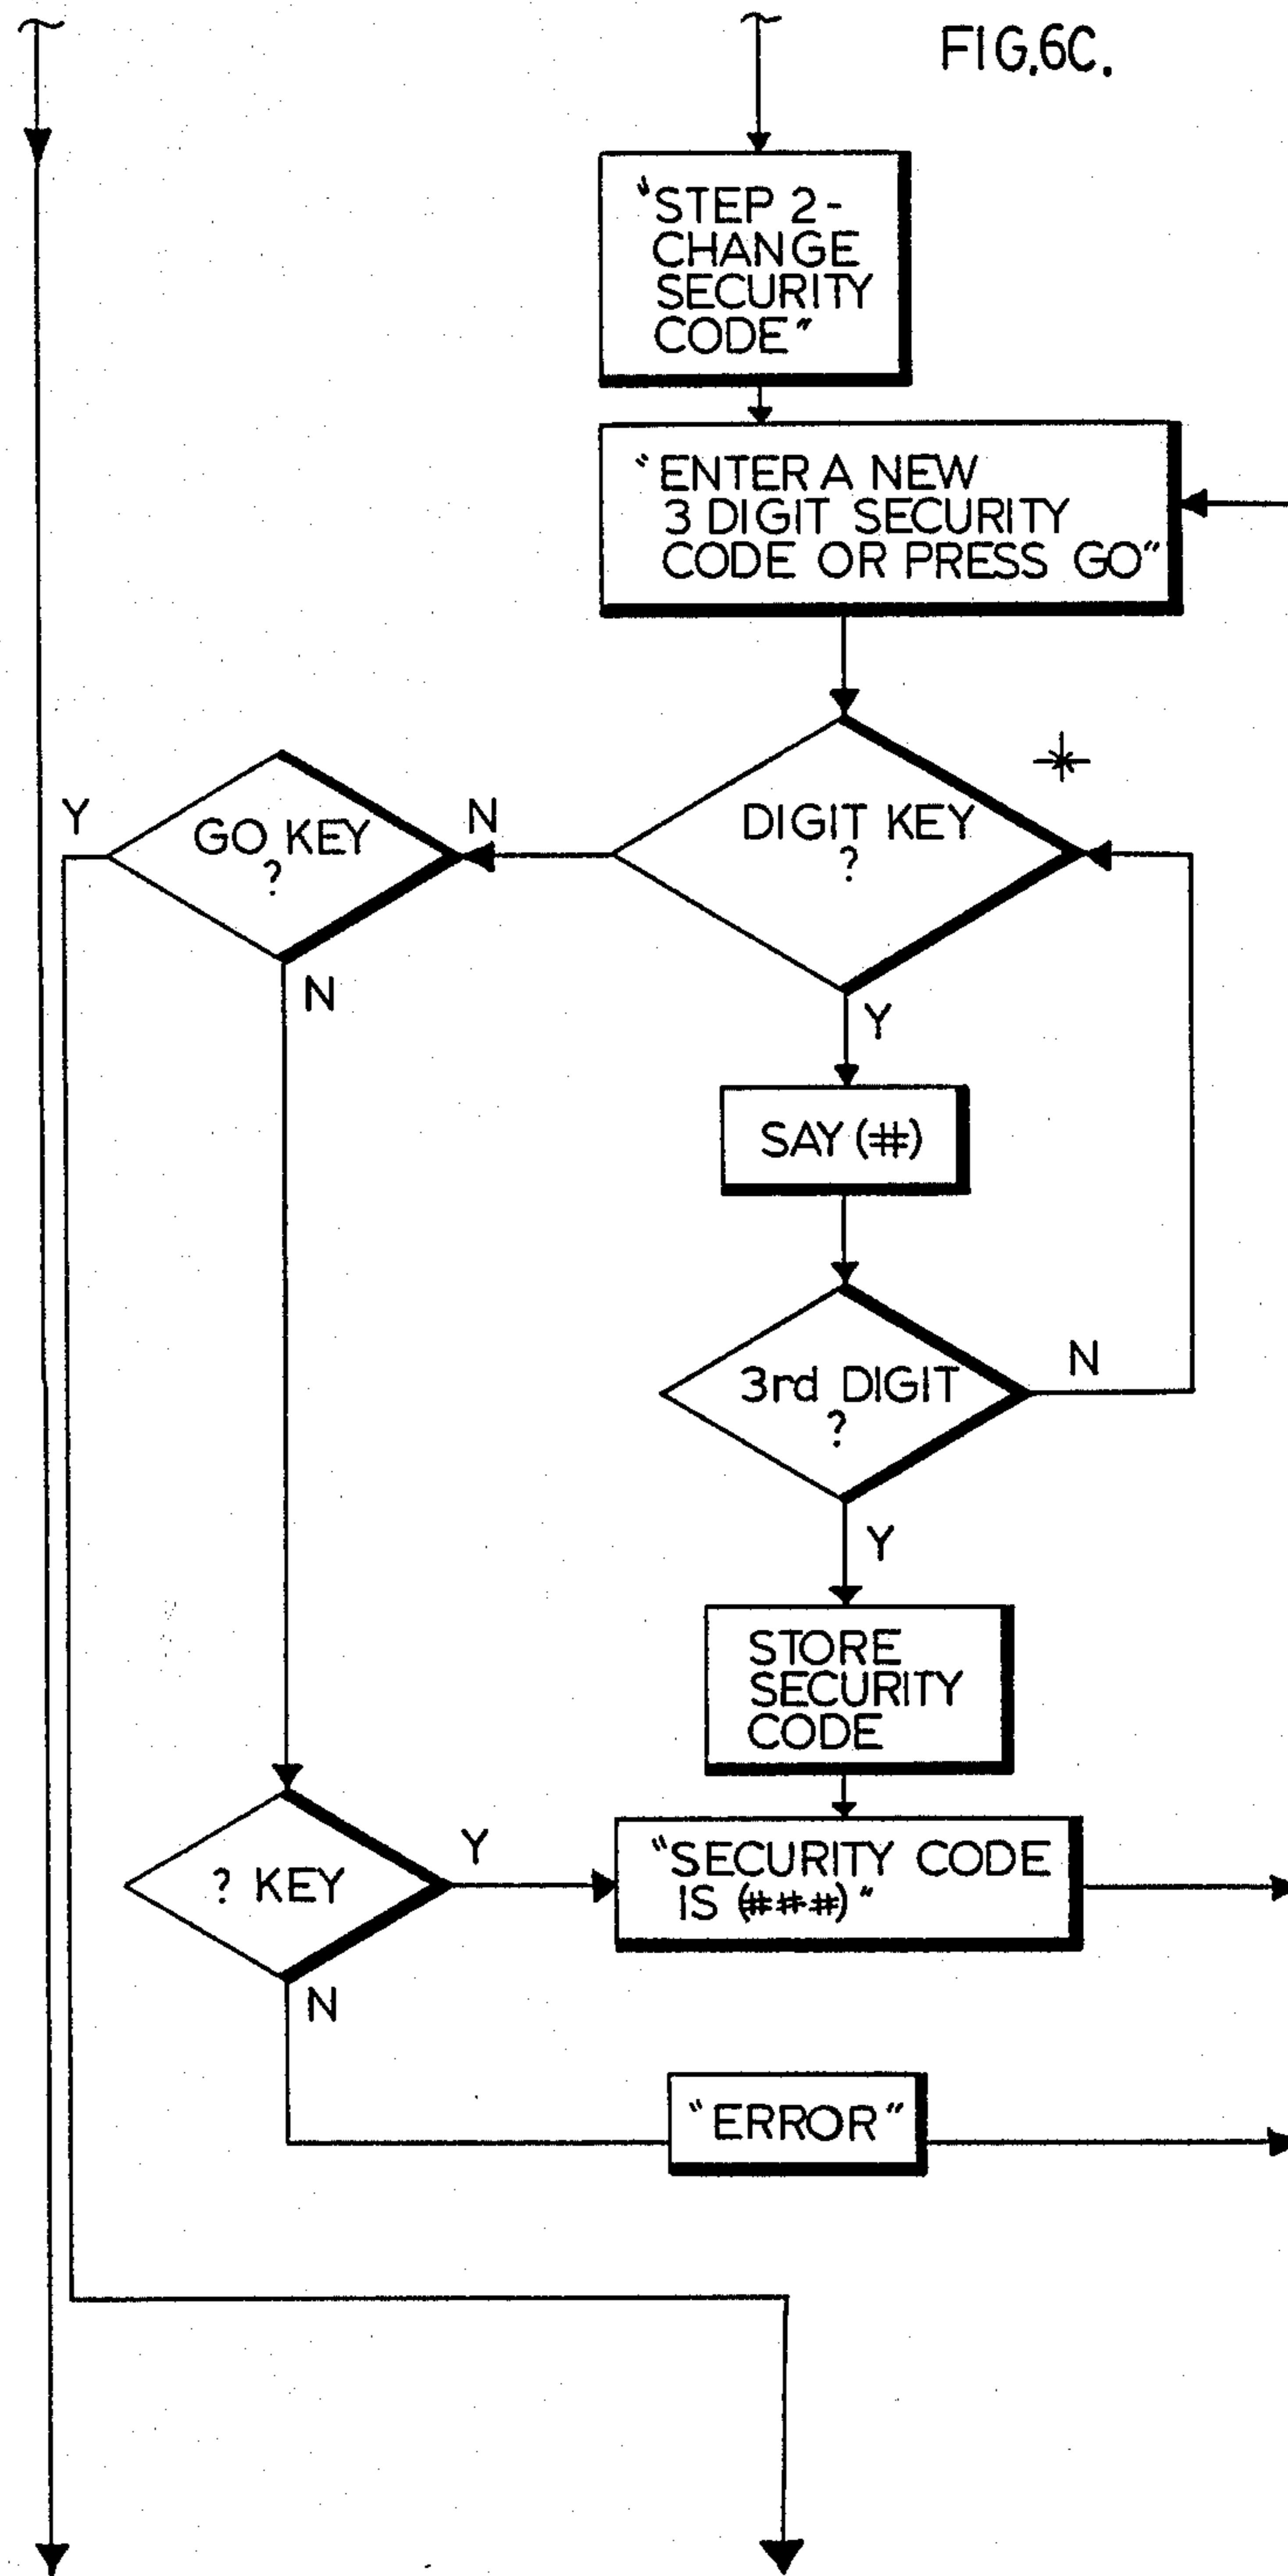 FIG.6C.
"STEP 2-
CHANGE
SECURITY
CODE"
"ENTER A NEW
3 DIGIT SECURITY
CODE OR PRESS GO"
*
DIGIT KEY
?
N
GO KEY
?
Y
N
Y
SAY (#)
3rd DIGIT
?
N
Y
STORE
SECURITY
CODE
? KEY
Y
"SECURITY CODE
IS (###)"
N
"ERROR"